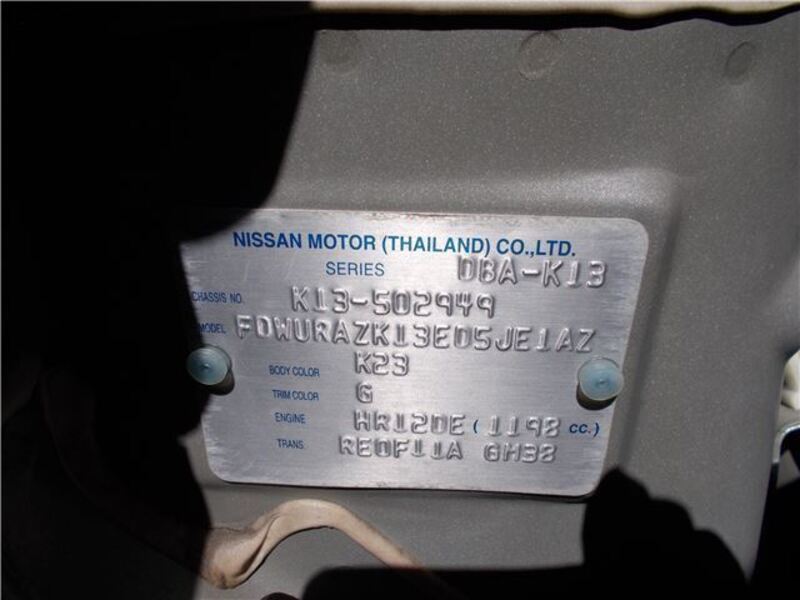 NISSAN MOTOR (THAILAND) CO.,LTD.
SERIES DBA-K13
CHASSIS NO. K13-502949
MODEL FDWURAZK13ED5JE1AZ
BODY COLOR K23
TRIM COLOR G
ENGINE HR12DE (1198 CC.)
TRANS. RE0F11A GH38